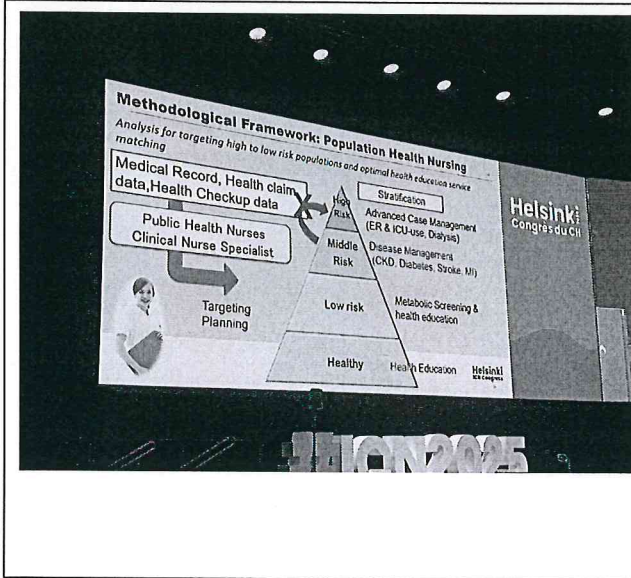 Methodological Framework: Population Health Nursing
Analysis for targeting high to low risk populations and optimal health education service
matching
Medical Record, Health claim
data,Health Checkup data
Public Health Nurses
Clinical Nurse Specialist
Targeting
Planning
High
Risk
Middle
Risk
Low risk
Healthy
Stratification
Advanced Case Management
(ER & ICU-use, Dialysis)
Disease Management
(CKD, Diabetes, Stroke, MI)
Metabolic Screening &
health education
Health Education
Helsinki
ICN Congress
Helsinki
Congrès du CII
#ICN2025